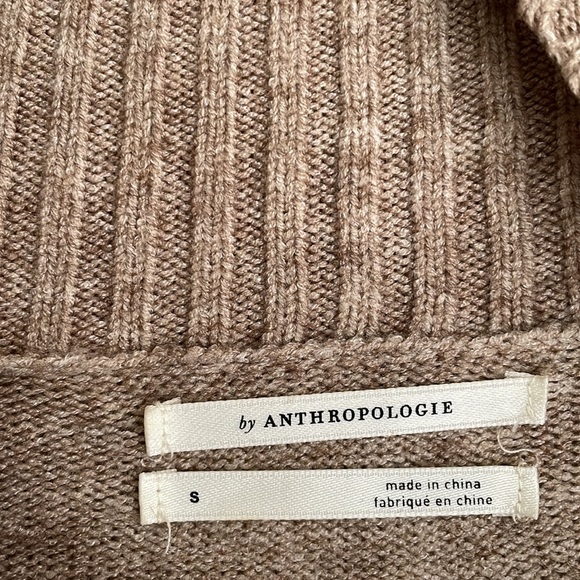 by ANTHROPOLOGIE
S
made in china
fabriqué en chine